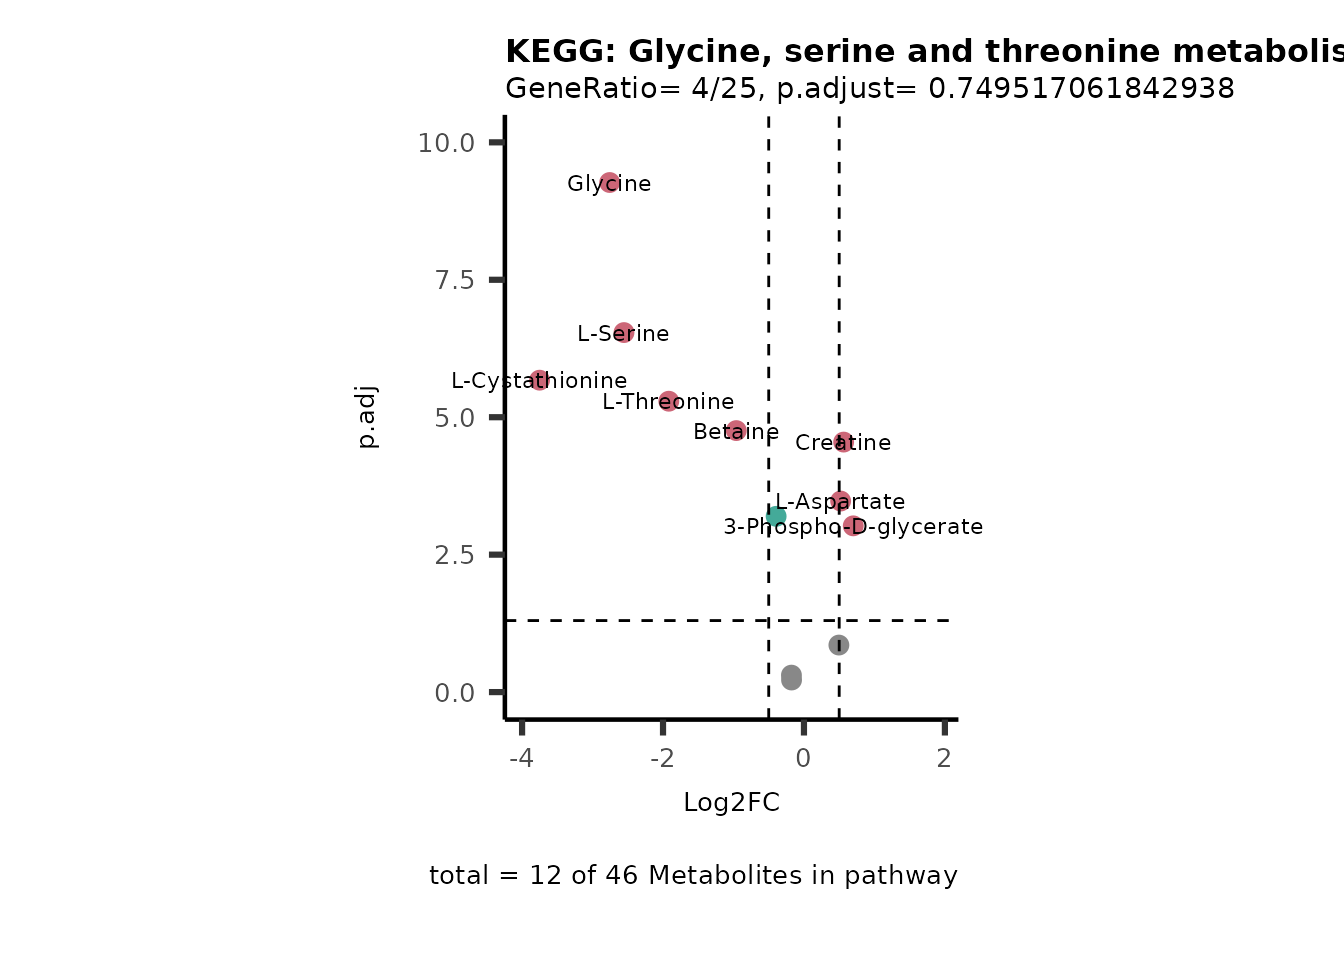 KEGG: Glycine, serine and threonine metabolis
GeneRatio= 4/25, p.adjust= 0.749517061842938
10.0
Glycine
7.5
L-Serine
L-Cystathionine
L-Threonine
5.0
Betaine
Creatine
p.adj
L-Aspartate
3-Phospho-D-glycerate
2.5
0.0
-4 -2 0 2
Log2FC
total = 12 of 46 Metabolites in pathway